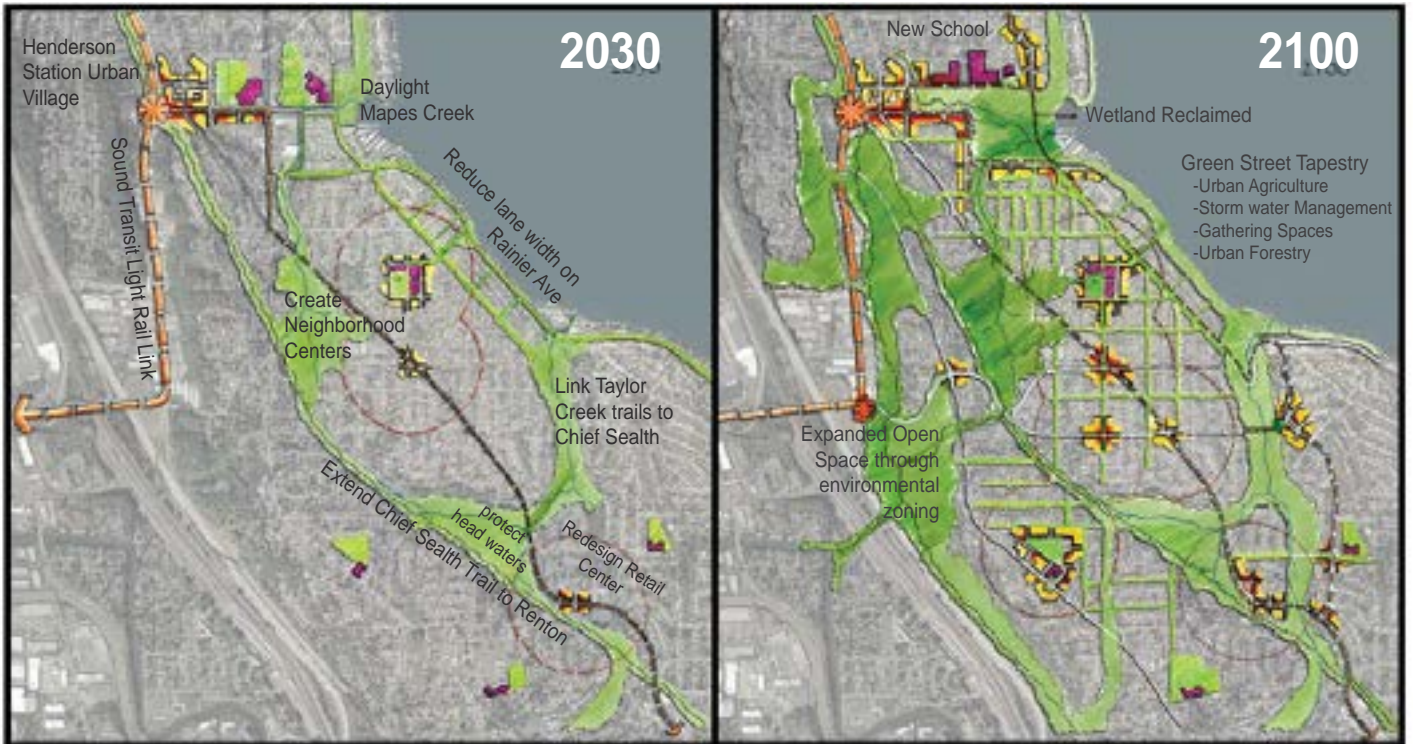 2030
Henderson
Station Urban
Village
Daylight
Mapes Creek
Sound Transit Light Rail Link
Reduce lane width on
Rainier Ave
Create
Neighborhood
Centers
Link Taylor
Creek trails to
Chief Sealth
Extend Chief Sealth Trail to Renton
protect
head waters
Redesign Retail
Center
2100
New School
Wetland Reclaimed
Green Street Tapestry
-Urban Agriculture
-Storm water Management
-Gathering Spaces
-Urban Forestry
Expanded Open
Space through
environmental
zoning